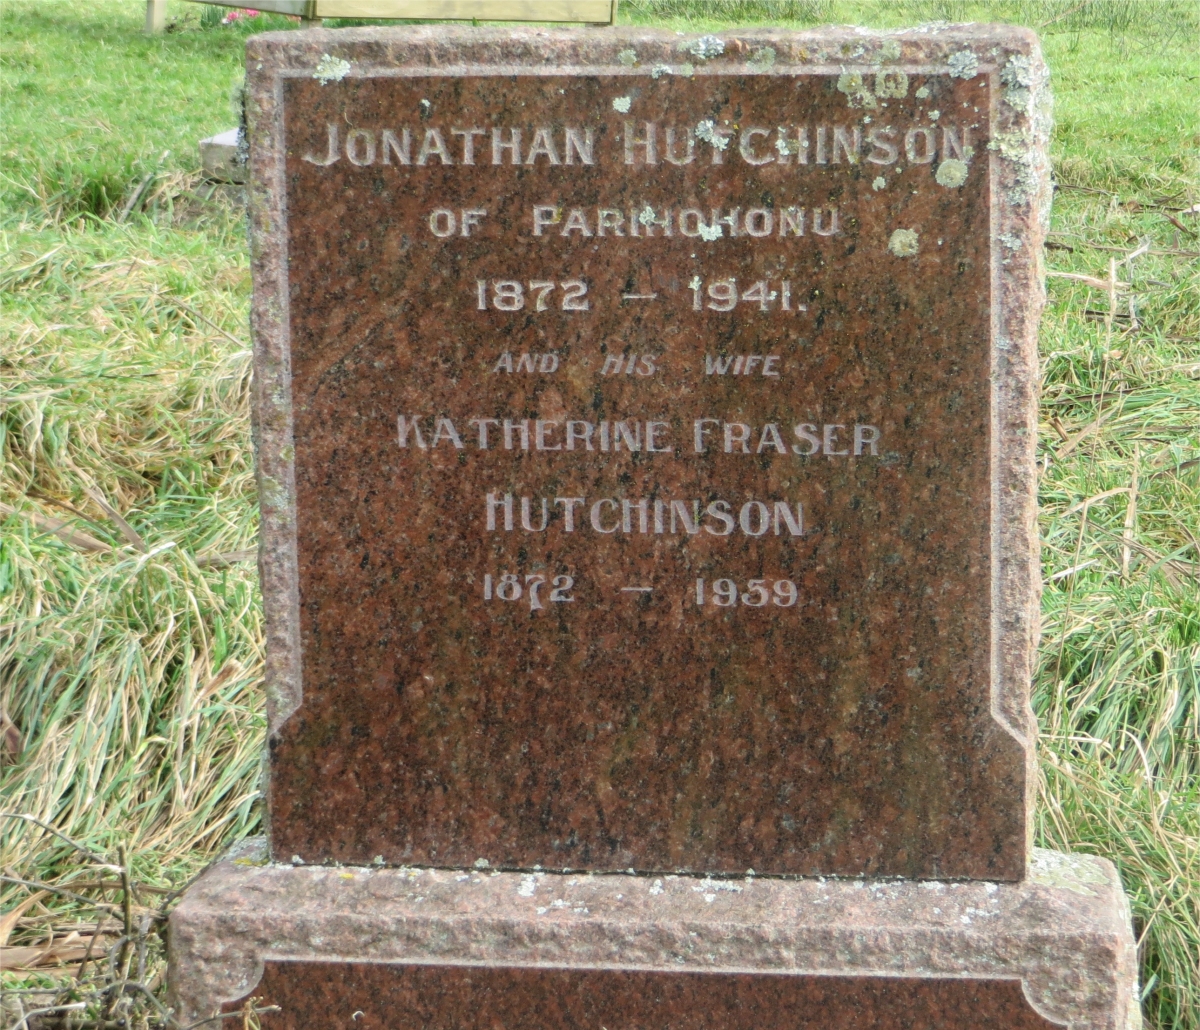 JONATHAN HUTCHINSON
OF PARIHOHONU
1872 — 1941.
AND HIS WIFE
KATHERINE FRASER
HUTCHINSON
1872 — 1959